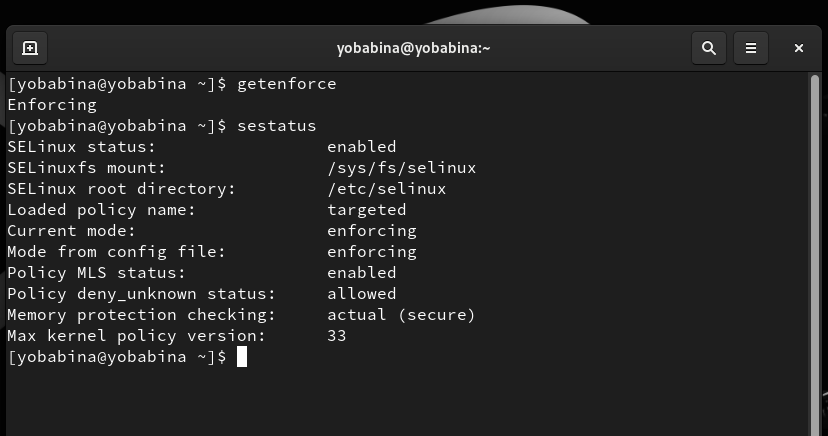 yobabina@yobabina:~
[yobabina@yobabina ~]$ getenforce
Enforcing
[yobabina@yobabina ~]$ sestatus
SELinux status:                 enabled
SELinuxfs mount:                /sys/fs/selinux
SELinux root directory:         /etc/selinux
Loaded policy name:             targeted
Current mode:                   enforcing
Mode from config file:          enforcing
Policy MLS status:              enabled
Policy deny_unknown status:     allowed
Memory protection checking:     actual (secure)
Max kernel policy version:      33
[yobabina@yobabina ~]$